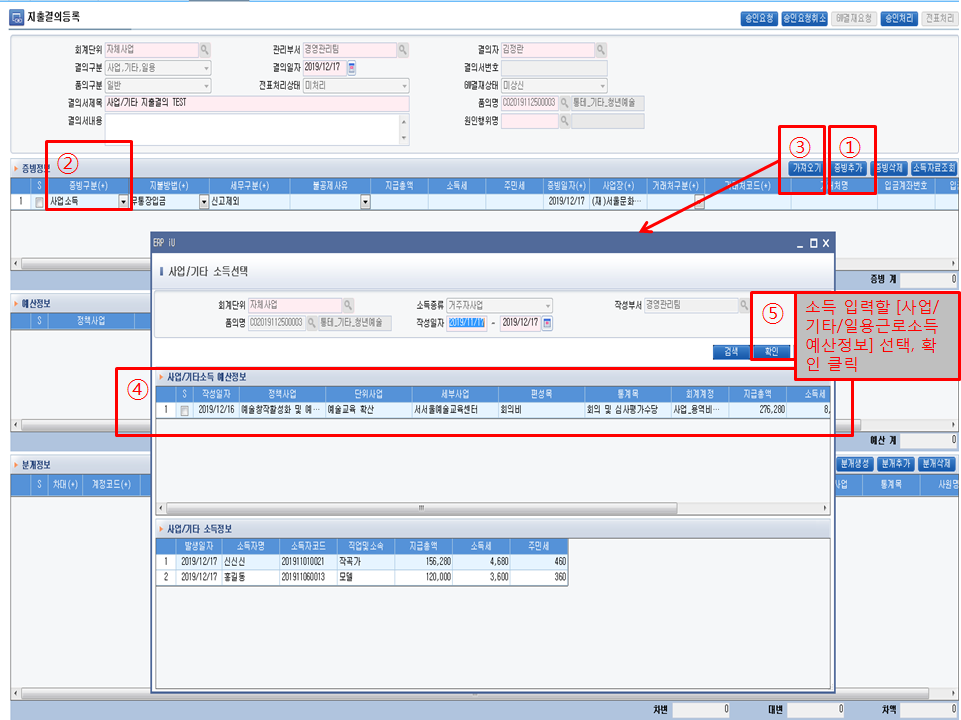 지출결의등록
승인요청 승인요청취소 GW결재요청 승인처리 전표처리
회계단위 자체사업 관리부서 경영관리팀 결의자 김정란
결의구분 사업,기타,일용 결의일자 2019/12/17 결의서번호
품의구분 일반 전표처리상태 미처리 GW결재상태 미상신
결의서제목 사업/기타 지출결의 TEST 품의명 C02019112500003 통테_기타_청년예술
결의서내용 원인행위명
② ③ ①
증빙정보 가져오기 증빙추가 증빙삭제 소득자료조회
S 증빙구분(+) 지불방법(+) 세무구분(+) 불공제사유 지급총액 소득세 주민세 증빙일자(+) 사업장(+) 거래처구분(+) 입금계좌번호
1 사업소득 무통장입금 신고제외 2019/12/17 (재)서울문화…
ERP iU
사업/기타 소득선택
증빙 계 0
회계단위 자체사업 소득종류 거주자사업 작성부서 경영관리팀
품의명 C02019112500003 통테_기타_청년예술 작성일자 2019/11/17 - 2019/12/17
예산정보
S 정책사업
⑤
소득 입력할 [사업/
기타/일용근로소득
예산정보] 선택, 확
인 클릭
검색 확인
④
사업/기타소득 예산정보
S 작성일자 정책사업 단위사업 세부사업 편성목 통계목 회계계정 지급총액 소득세
1 2019/12/16 예술창작활성화 및 예… 예술교육 확산 서서울예술교육센터 회의비 회의 및 심사평가수당 사업_용역비… 276,280 8,
예산 계 0
분개정보 분개생성 분개추가 분개삭제
S 차대(+) 계정코드(+) 사업 통계목 사원명
사업/기타 소득정보
발생일자 소득자명 소득자코드 직업및소속 지급총액 소득세 주민세
1 2019/12/17 신신신 201911010021 작곡가 156,280 4,680 460
2 2019/12/17 홍길동 201911060013 모델 120,000 3,600 360
차변 0 대변 0 차액 0